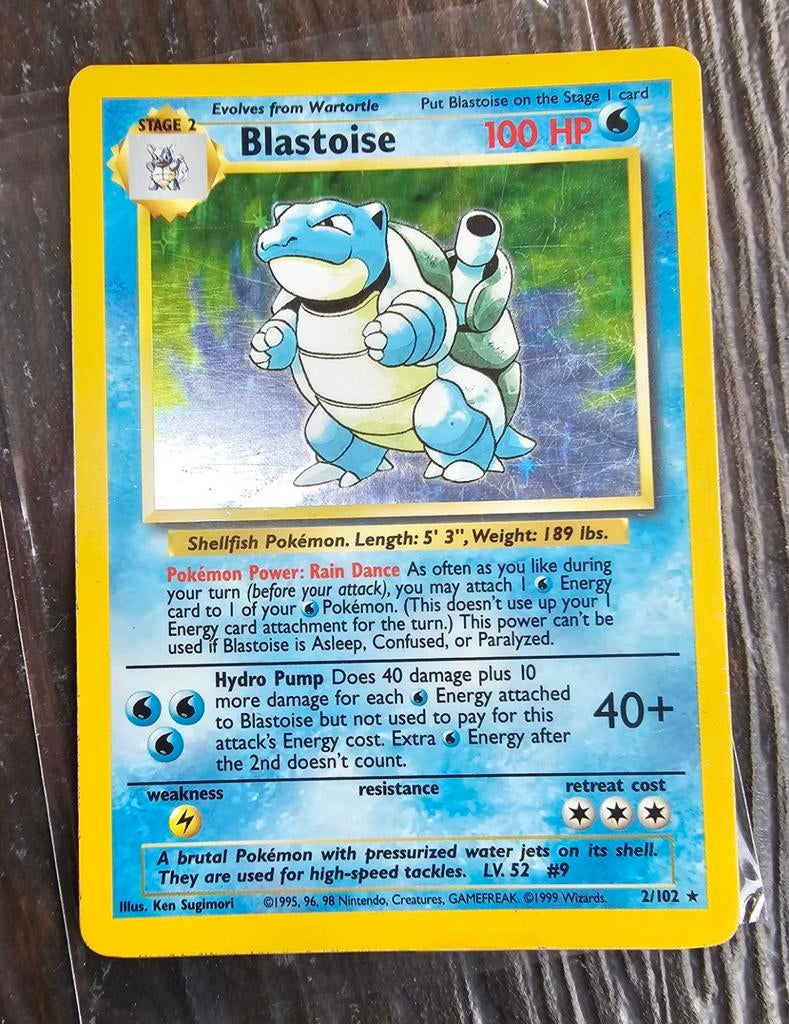 Evolves from Wartortle Put Blastoise on the Stage 1 card
STAGE 2
Blastoise 100 HP
Shellfish Pokémon. Length: 5' 3", Weight: 189 lbs.
Pokémon Power: Rain Dance As often as you like during
your turn (before your attack), you may attach 1 Energy
card to 1 of your Pokémon. (This doesn't use up your 1
Energy card attachment for the turn.) This power can't be
used if Blastoise is Asleep, Confused, or Paralyzed.
Hydro Pump Does 40 damage plus 10
more damage for each Energy attached
to Blastoise but not used to pay for this
attack's Energy cost. Extra Energy after
the 2nd doesn't count.
40+
weakness resistance retreat cost
A brutal Pokémon with pressurized water jets on its shell.
They are used for high-speed tackles. LV. 52 #9
Illus. Ken Sugimori ©1995, 96, 98 Nintendo, Creatures, GAMEFREAK. ©1999 Wizards. 2/102 ★